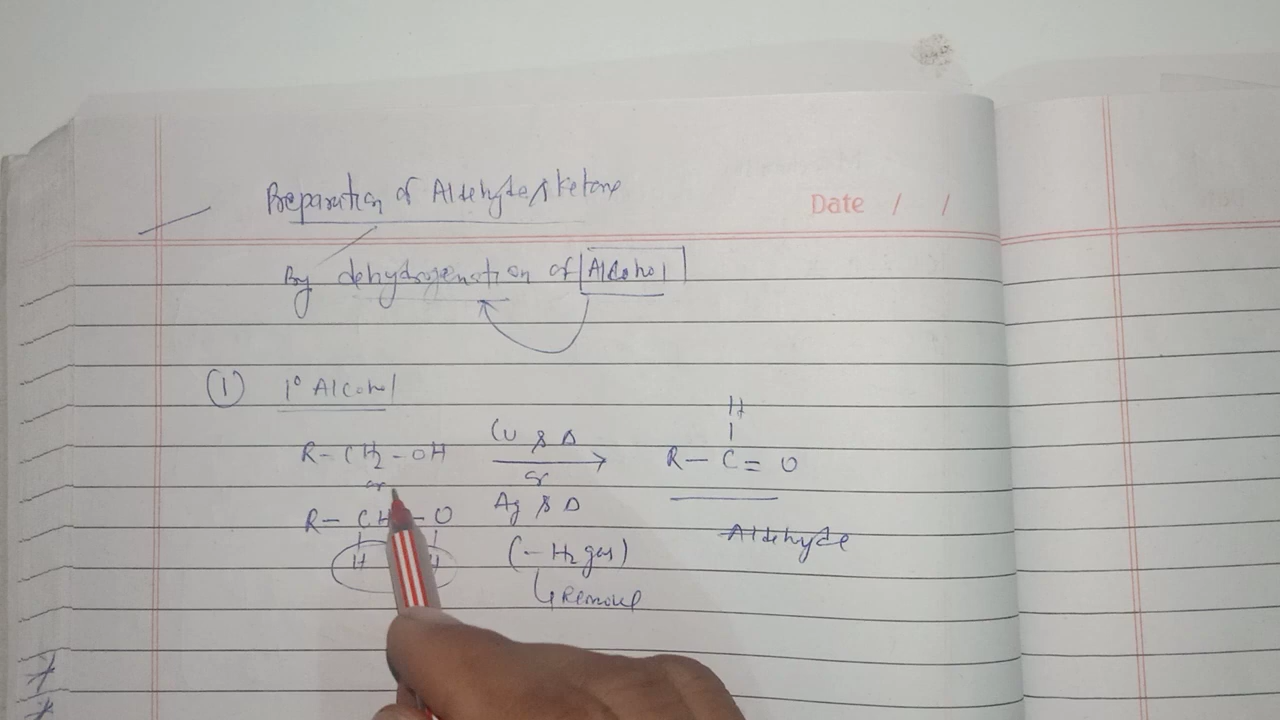 Preparation of Aldehyde & Ketone
Date / /
By dehydrogenation of Alcohol
(1) 1° Alcohol
H
R - CH2 - OH Cu & Δ R - C = O
or or
R - CH - O Ag & Δ Aldehyde
H H (- H2 gas)
Remove